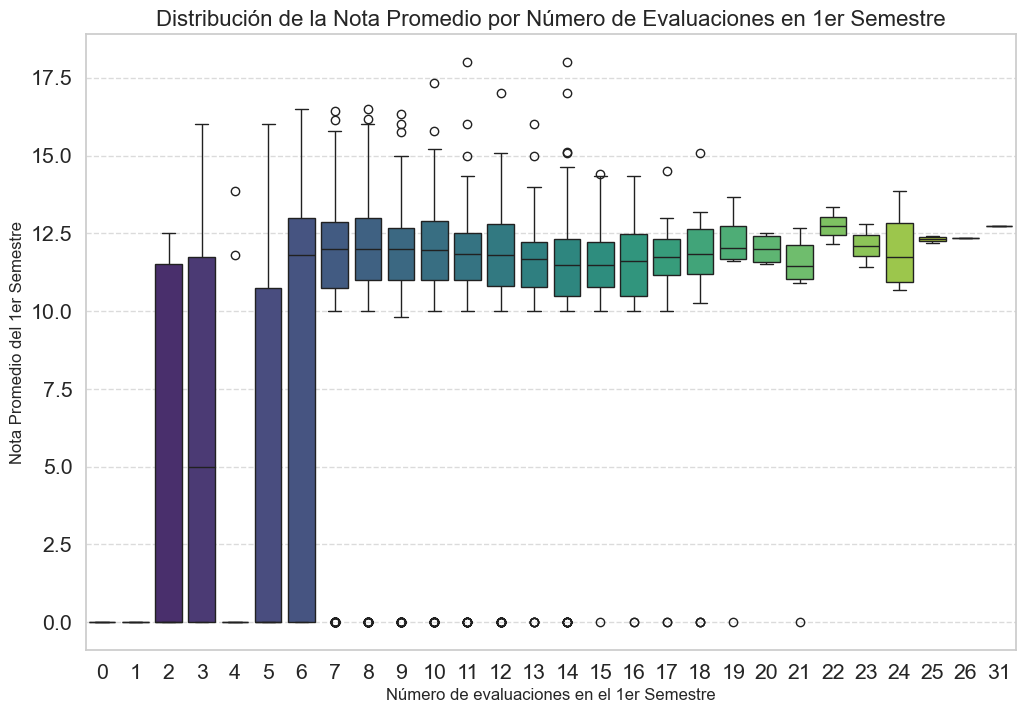 Distribución de la Nota Promedio por Número de Evaluaciones en 1er Semestre
Nota Promedio del 1er Semestre
17.5
15.0
12.5
10.0
7.5
5.0
2.5
0.0
0 1 2 3 4 5 6 7 8 9 10 11 12 13 14 15 16 17 18 19 20 21 22 23 24 25 26 31
Número de evaluaciones en el 1er Semestre